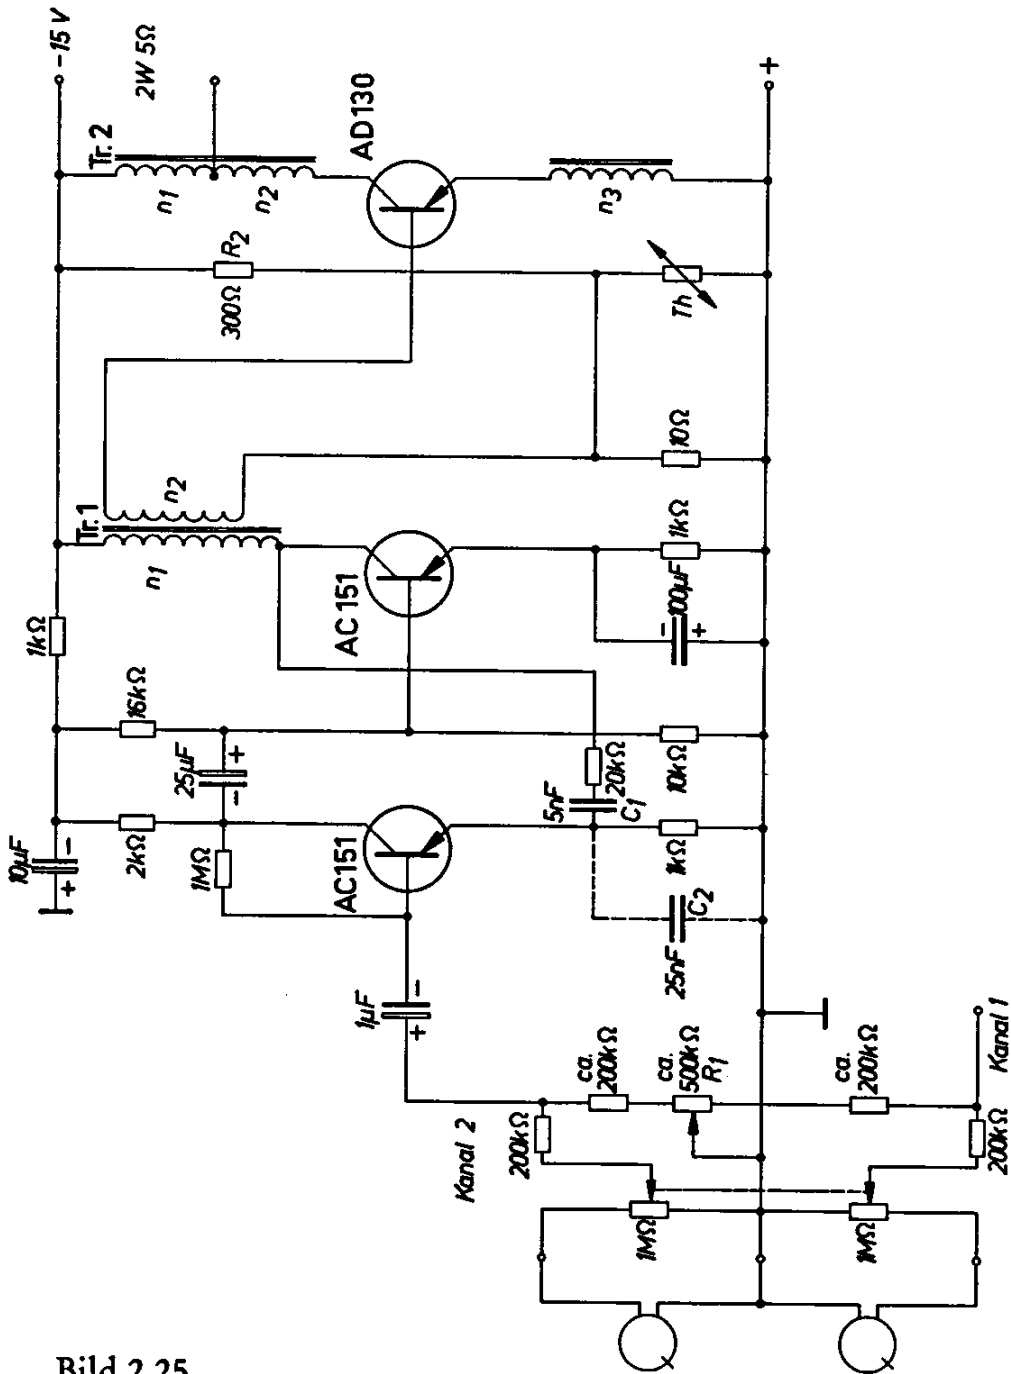 -15 V
2W 5Ω
Tr. 2
n1
n2
AD130
n3
R2
300Ω
Th
+
10Ω
Tr.1
n2
n1
AC151
1kΩ
100µF
-
+
1kΩ
16kΩ
25µF
+
-
20kΩ
5nF
C1
10kΩ
10µF
-
+
2kΩ
1MΩ
AC151
1kΩ
C2
25nF
1µF
-
+
ca.
200kΩ
ca.
500kΩ
R1
ca.
200kΩ
Kanal 1
Kanal 2
200kΩ
200kΩ
1MΩ
1MΩ
Bild 2.25